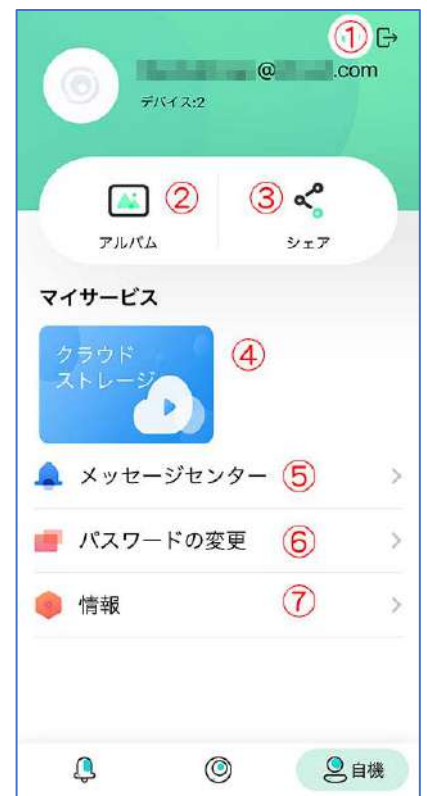 ①
@ .com
デバイス:2
②
③
アルバム
シェア
マイサービス
クラウド
ストレージ
④
メッセージセンター ⑤
パスワードの変更 ⑥
情報 ⑦
自機